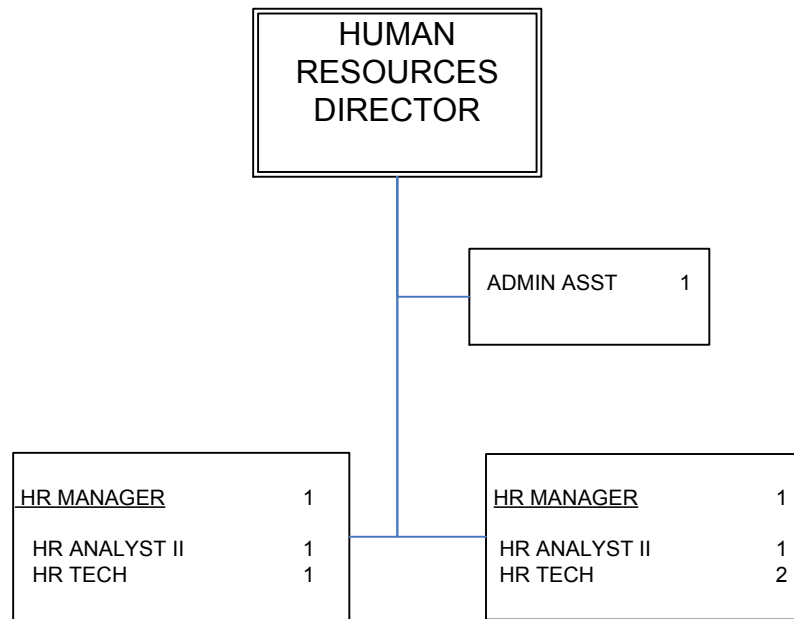 HUMAN
RESOURCES
DIRECTOR
ADMIN ASST 1
HR MANAGER 1
HR ANALYST II 1
HR TECH 1
HR MANAGER 1
HR ANALYST II 1
HR TECH 2